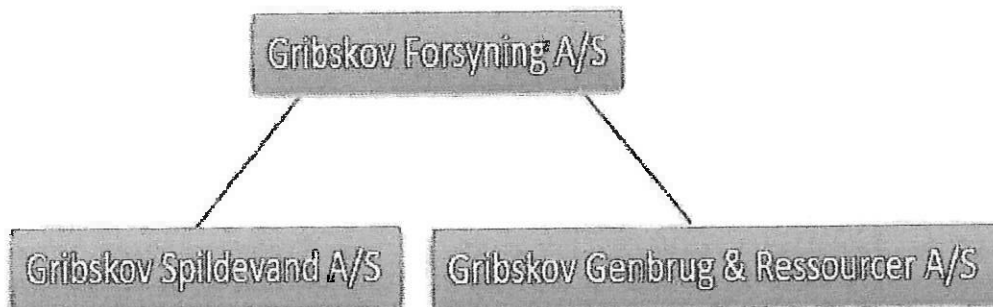 Gribskov Forsyning A/S
Gribskov Spildevand A/S
Gribskov Genbrug & Ressourcer A/S